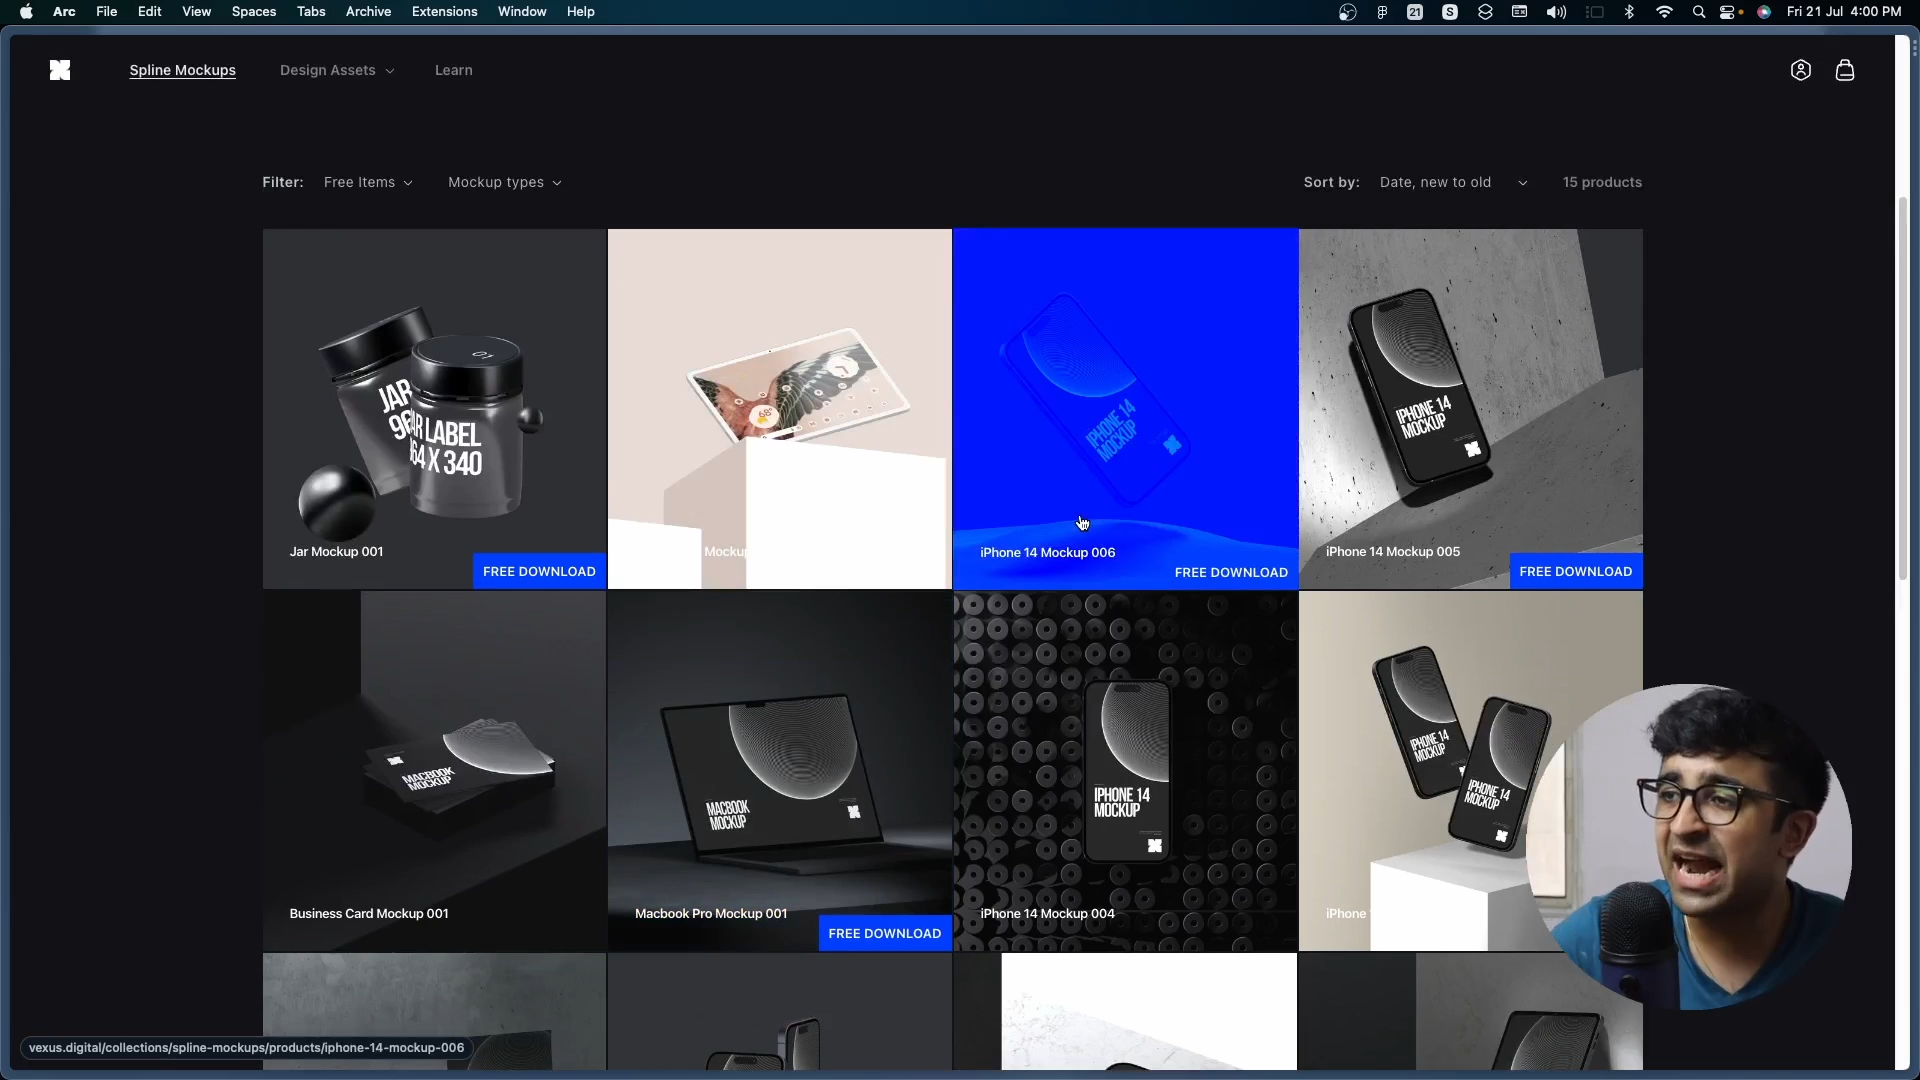 Arc File Edit View Spaces Tabs Archive Extensions Window Help
21 S Fri 21 Jul 4:00 PM
Spline Mockups Design Assets Learn
Filter: Free Items Mockup types
Sort by: Date, new to old 15 products
01
JAR
JAR LABEL
964 X 340
Jar Mockup 001
FREE DOWNLOAD
68°
IPHONE 14
MOCKUP
iPhone 14 Mockup 006
FREE DOWNLOAD
IPHONE 14
MOCKUP
iPhone 14 Mockup 005
FREE DOWNLOAD
MACBOOK
MOCKUP
Business Card Mockup 001
MACBOOK
MOCKUP
Macbook Pro Mockup 001
FREE DOWNLOAD
IPHONE 14
MOCKUP
iPhone 14 Mockup 004
IPHONE 14
MOCKUP
IPHONE 14
MOCKUP
iPhone
vexus.digital/collections/spline-mockups/products/iphone-14-mockup-006